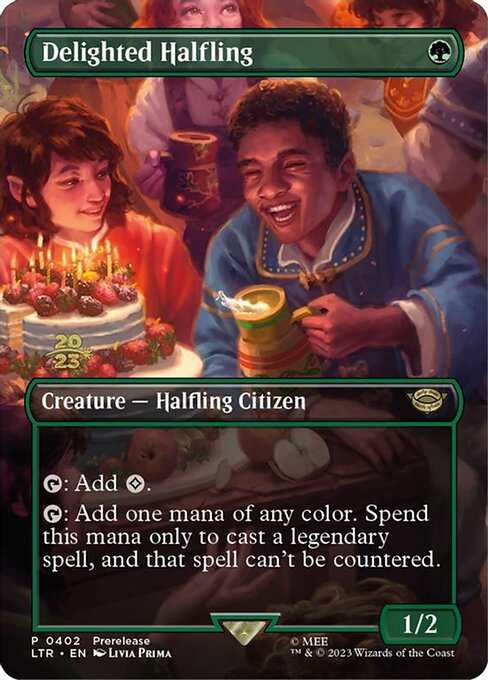 Delighted Halfling
20
23
Creature — Halfling Citizen
: Add .
: Add one mana of any color. Spend
this mana only to cast a legendary
spell, and that spell can't be countered.
1/2
P 0402 Prerelease
LTR • EN Livia Prima
© MEE
™ & © 2023 Wizards of the Coast